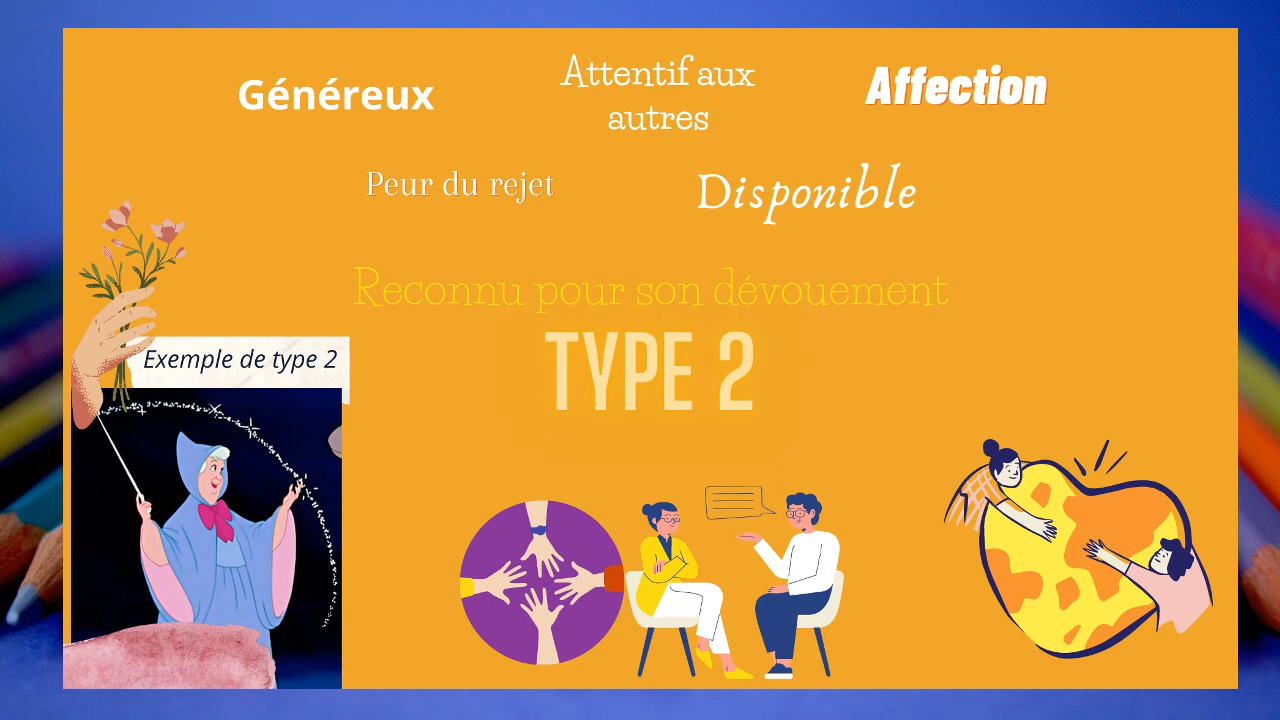 Généreux
Attentif aux
autres
Affection
Peur du rejet
Disponible
Reconnu pour son dévouement
TYPE 2
Exemple de type 2